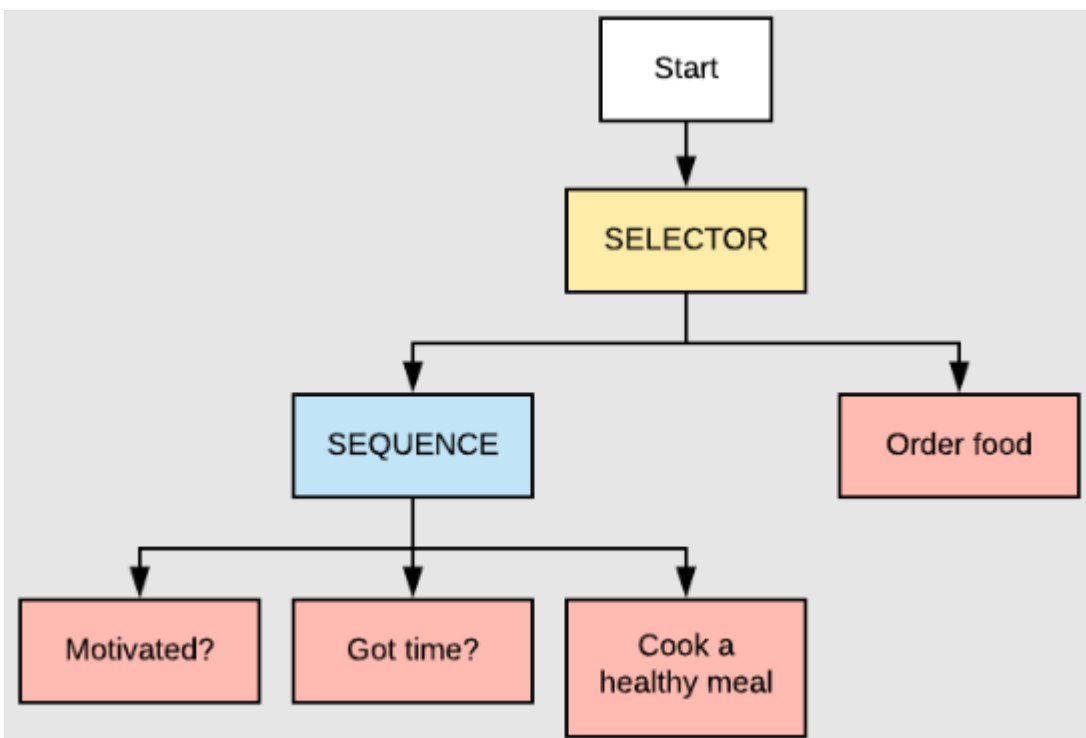 Start
SELECTOR
SEQUENCE
Order food
Motivated?
Got time?
Cook a
healthy meal